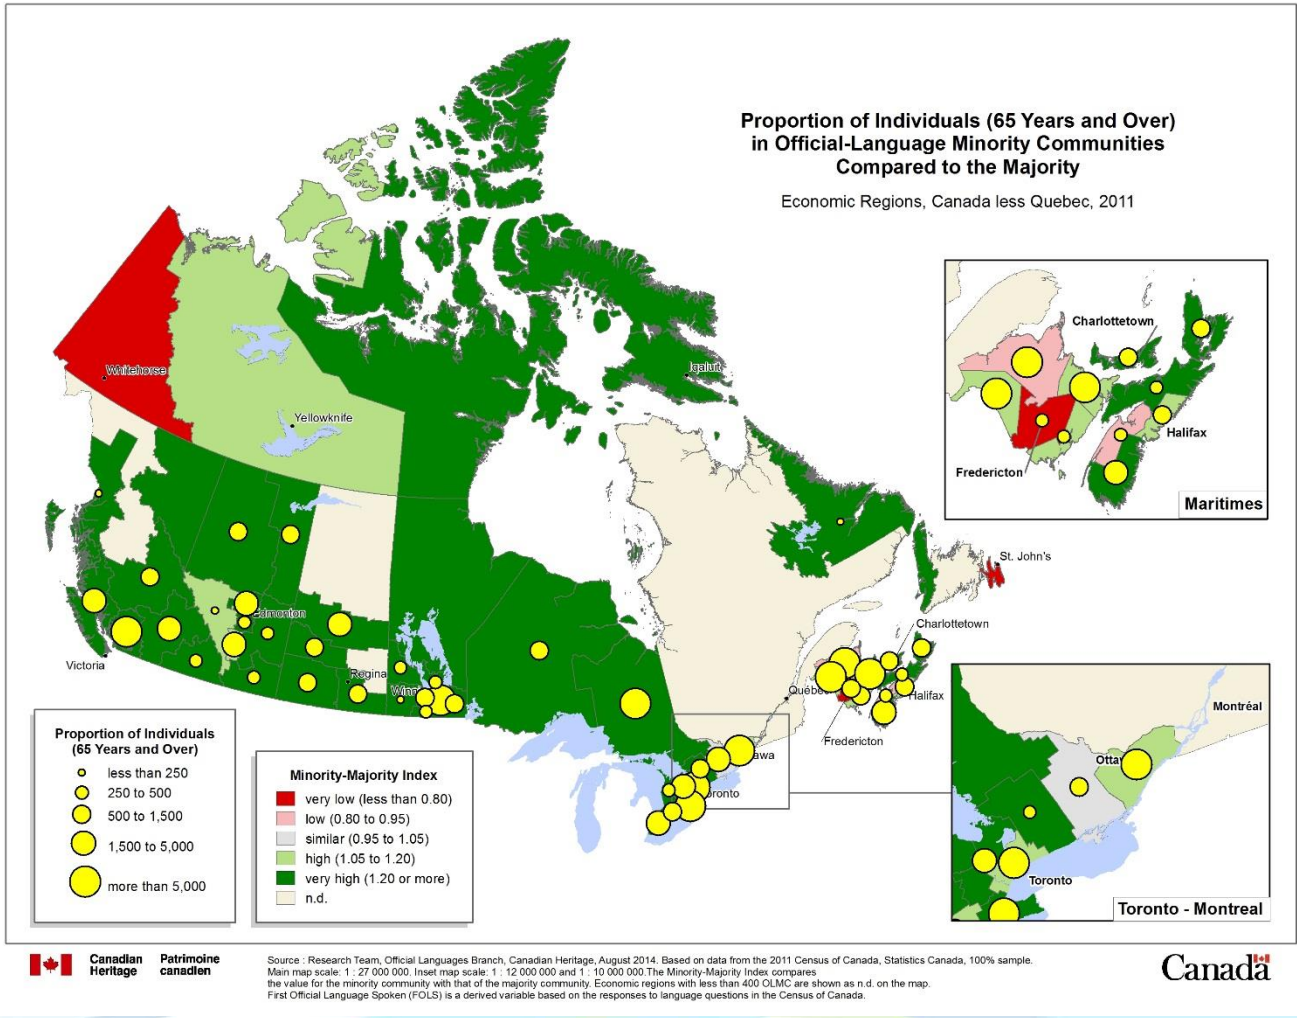 Proportion of Individuals (65 Years and Over)
in Official-Language Minority Communities
Compared to the Majority
Economic Regions, Canada less Quebec, 2011
Whitehorse
Yellowknife
Iqaluit
Edmonton
Victoria
Regina
Winn
St. John's
Charlottetown
Québe
Halifax
Fredericton
awa
oronto
Charlottetown
Halifax
Fredericton
Maritimes
Montréal
Otta
Toronto
Toronto - Montreal
Proportion of Individuals
(65 Years and Over)
less than 250
250 to 500
500 to 1,500
1,500 to 5,000
more than 5,000
Minority-Majority Index
very low (less than 0.80)
low (0.80 to 0.95)
similar (0.95 to 1.05)
high (1.05 to 1.20)
very high (1.20 or more)
n.d.
Canadian Patrimoine
Heritage canadien
Source : Research Team, Official Languages Branch, Canadian Heritage, August 2014. Based on data from the 2011 Census of Canada, Statistics Canada, 100% sample.
Main map scale: 1 : 27 000 000. Inset map scale: 1 : 12 000 000 and 1 : 10 000 000.The Minority-Majority Index compares
the value for the minority community with that of the majority community. Economic regions with less than 400 OLMC are shown as n.d. on the map.
First Official Language Spoken (FOLS) is a derived variable based on the responses to language questions in the Census of Canada.
Canada